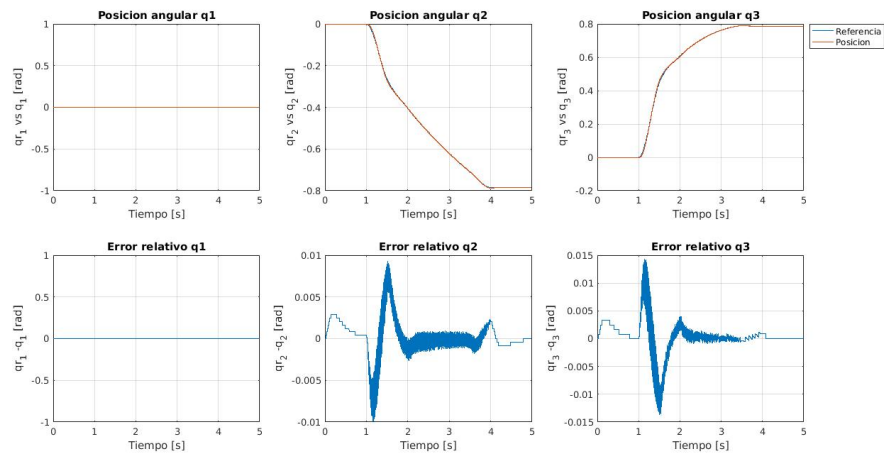 Posicion angular q1
1
0.5
0
-0.5
-1
qr1 vs q1 [rad]
0 1 2 3 4 5
Tiempo [s]
Posicion angular q2
0
-0.2
-0.4
-0.6
-0.8
qr2 vs q2 [rad]
0 1 2 3 4 5
Tiempo [s]
Posicion angular q3
0.8
0.6
0.4
0.2
0
-0.2
qr3 vs q3 [rad]
0 1 2 3 4 5
Tiempo [s]
Referencia
Posicion
Error relativo q1
1
0.5
0
-0.5
-1
qr1 -q1 [rad]
0 1 2 3 4 5
Tiempo [s]
Error relativo q2
0.01
0.005
0
-0.005
-0.01
qr2 -q2 [rad]
0 1 2 3 4 5
Tiempo [s]
Error relativo q3
0.015
0.01
0.005
0
-0.005
-0.01
-0.015
qr3 -q3 [rad]
0 1 2 3 4 5
Tiempo [s]